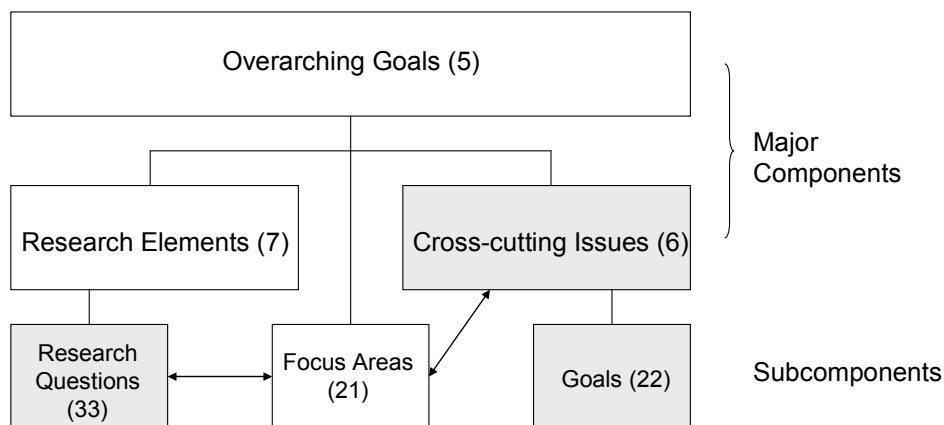 Overarching Goals (5)
Major
Components
Research Elements (7)
Cross-cutting Issues (6)
Research
Questions
(33)
Focus Areas
(21)
Goals (22)
Subcomponents